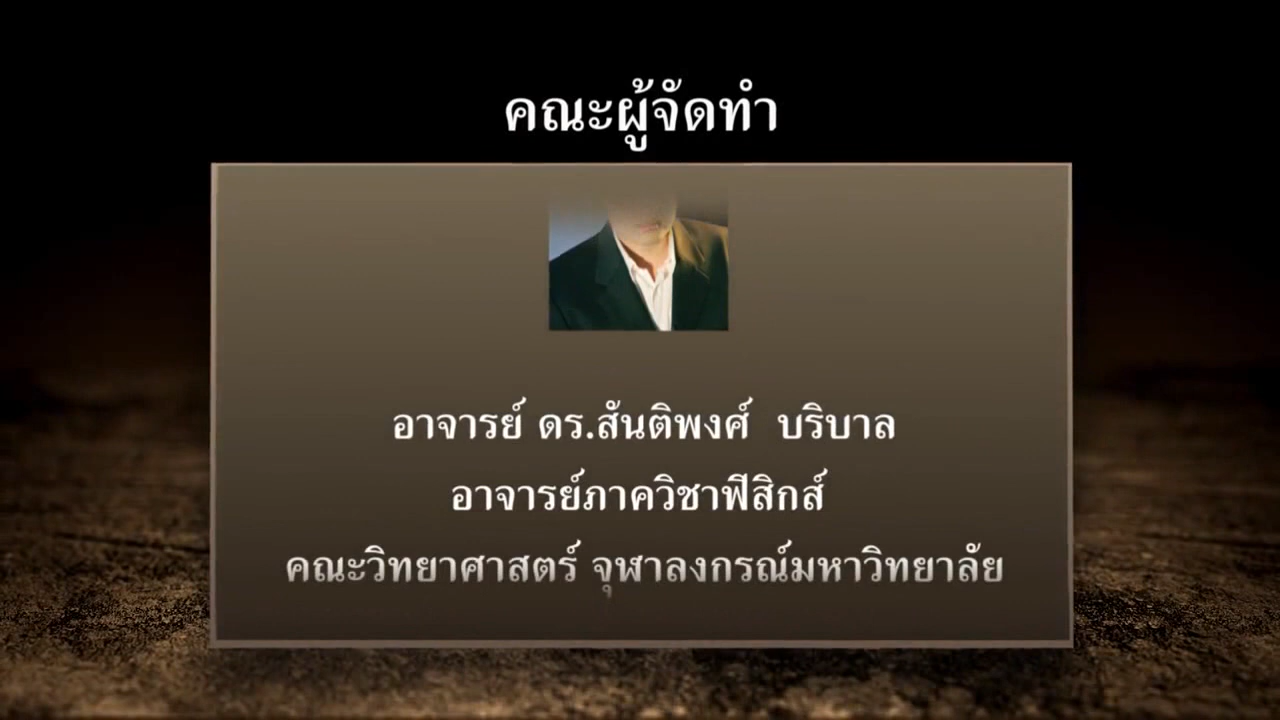 คณะผู้จัดทำ
อาจารย์ ดร.สันติพงศ์ บริบาล
อาจารย์ภาควิชาฟิสิกส์
คณะวิทยาศาสตร์ จุฬาลงกรณ์มหาวิทยาลัย